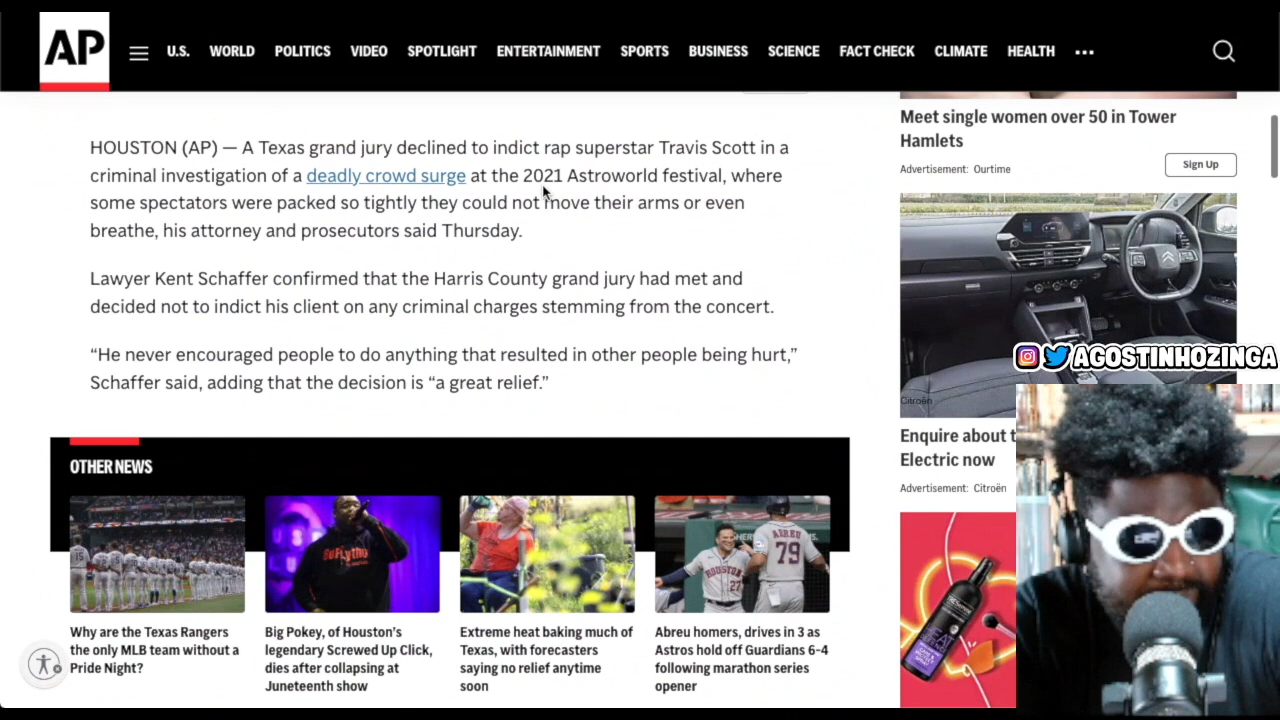 AP
U.S. WORLD POLITICS VIDEO SPOTLIGHT ENTERTAINMENT SPORTS BUSINESS SCIENCE FACT CHECK CLIMATE HEALTH
HOUSTON (AP) — A Texas grand jury declined to indict rap superstar Travis Scott in a
criminal investigation of a deadly crowd surge at the 2021 Astroworld festival, where
some spectators were packed so tightly they could not move their arms or even
breathe, his attorney and prosecutors said Thursday.
Lawyer Kent Schaffer confirmed that the Harris County grand jury had met and
decided not to indict his client on any criminal charges stemming from the concert.
“He never encouraged people to do anything that resulted in other people being hurt,”
Schaffer said, adding that the decision is “a great relief.”
OTHER NEWS
15
HOUSTON
27
ABREU
79
Why are the Texas Rangers
the only MLB team without a
Pride Night?
Big Pokey, of Houston’s
legendary Screwed Up Click,
dies after collapsing at
Juneteenth show
Extreme heat baking much of
Texas, with forecasters
saying no relief anytime
soon
Abreu homers, drives in 3 as
Astros hold off Guardians 6-4
following marathon series
opener
Meet single women over 50 in Tower
Hamlets
Advertisement: Ourtime
Sign Up
AGOSTINHOZINGA
Citroën
Enquire about t
Electric now
Advertisement: Citroën